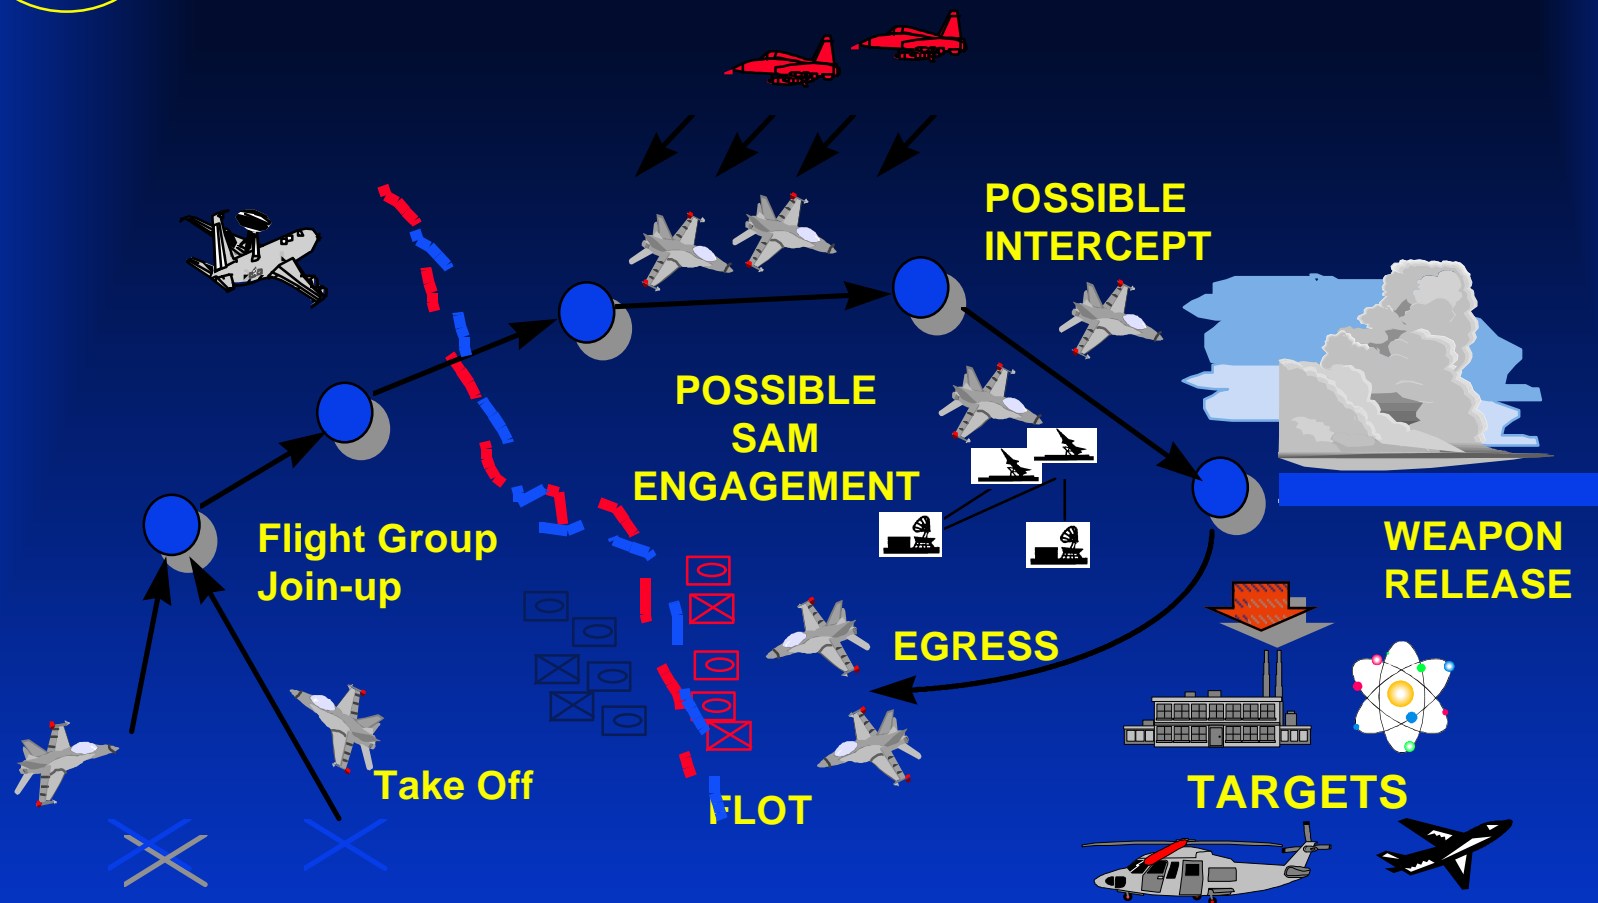 POSSIBLE
INTERCEPT
POSSIBLE
SAM
ENGAGEMENT
Flight Group
Join-up
WEAPON
RELEASE
EGRESS
Take Off
FLOT
TARGETS